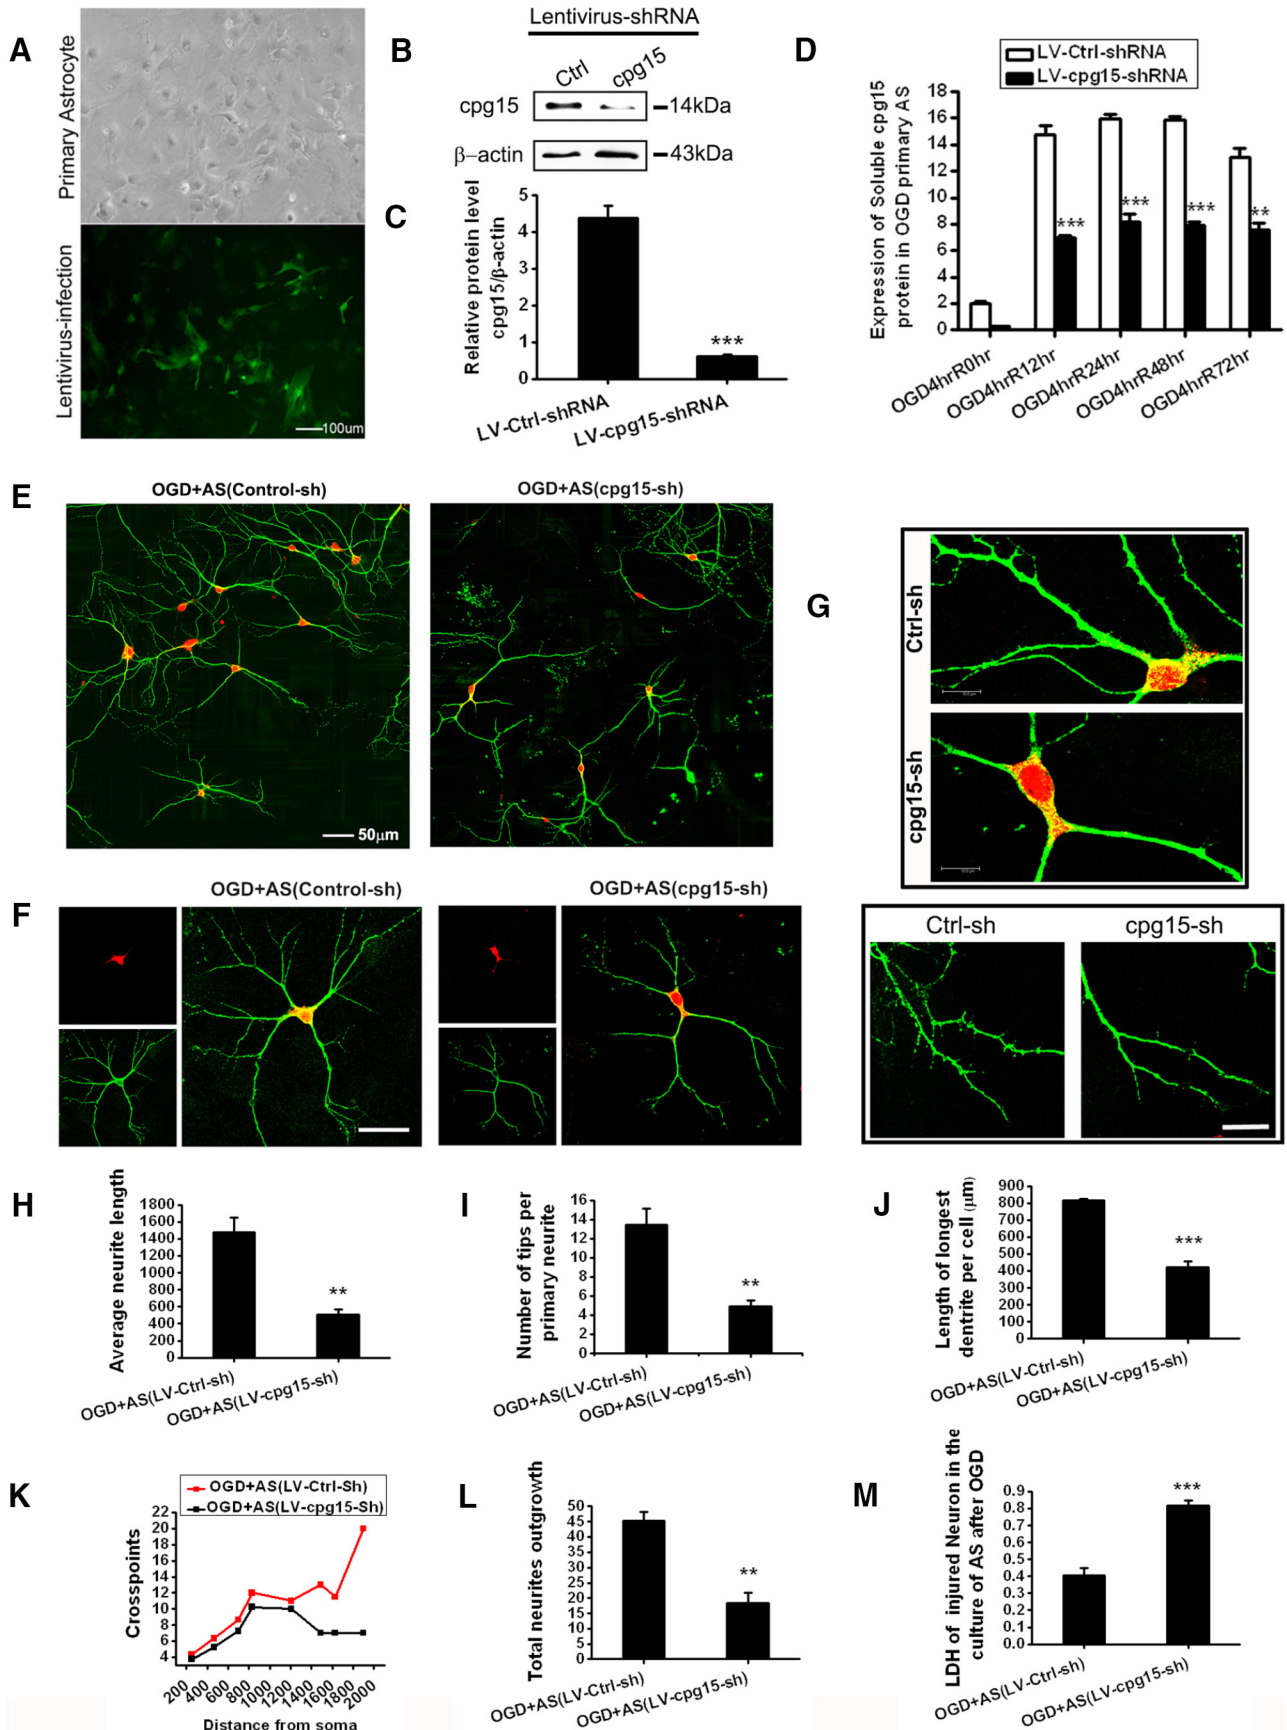 A
Primary Astrocyte
Lentivirus-infection
100um
B
Lentivirus-shRNA
Ctrl
cpg15
cpg15
14kDa
β-actin
43kDa
C
Relative protein level
cpg15/β-actin
5
4
3
2
1
0
***
LV-Ctrl-shRNA
LV-cpg15-shRNA
D
LV-Ctrl-shRNA
LV-cpg15-shRNA
Expression of Soluble cpg15
protein in OGD primary AS
18
16
14
12
10
8
6
4
2
0
***
***
***
**
OGD4hrR0hr
OGD4hrR12hr
OGD4hrR24hr
OGD4hrR48hr
OGD4hrR72hr
E
OGD+AS(Control-sh)
50μm
OGD+AS(cpg15-sh)
G
Ctrl-sh
cpg15-sh
F
OGD+AS(Control-sh)
OGD+AS(cpg15-sh)
Ctrl-sh
cpg15-sh
H
Average neurite length
1800
1600
1400
1200
1000
800
600
400
200
0
**
OGD+AS(LV-Ctrl-sh)
OGD+AS(LV-cpg15-sh)
I
Number of tips per
primary neurite
16
14
12
10
8
6
4
2
0
**
OGD+AS(LV-Ctrl-sh)
OGD+AS(LV-cpg15-sh)
J
Length of longest
dentrite per cell (μm)
900
800
700
600
500
400
300
200
100
0
***
OGD+AS(LV-Ctrl-sh)
OGD+AS(LV-cpg15-sh)
K
OGD+AS(LV-Ctrl-Sh)
OGD+AS(LV-cpg15-Sh)
Crosspoints
22
20
18
16
14
12
10
8
6
4
200
400
600
800
1000
1200
1400
1600
1800
2000
Distance from soma
L
Total neurites outgrowth
50
45
40
35
30
25
20
15
10
5
0
**
OGD+AS(LV-Ctrl-sh)
OGD+AS(LV-cpg15-sh)
M
LDH of injured Neuron in the
culture of AS after OGD
0.9
0.8
0.7
0.6
0.5
0.4
0.3
0.2
0.1
0.0
***
OGD+AS(LV-Ctrl-sh)
OGD+AS(LV-cpg15-sh)